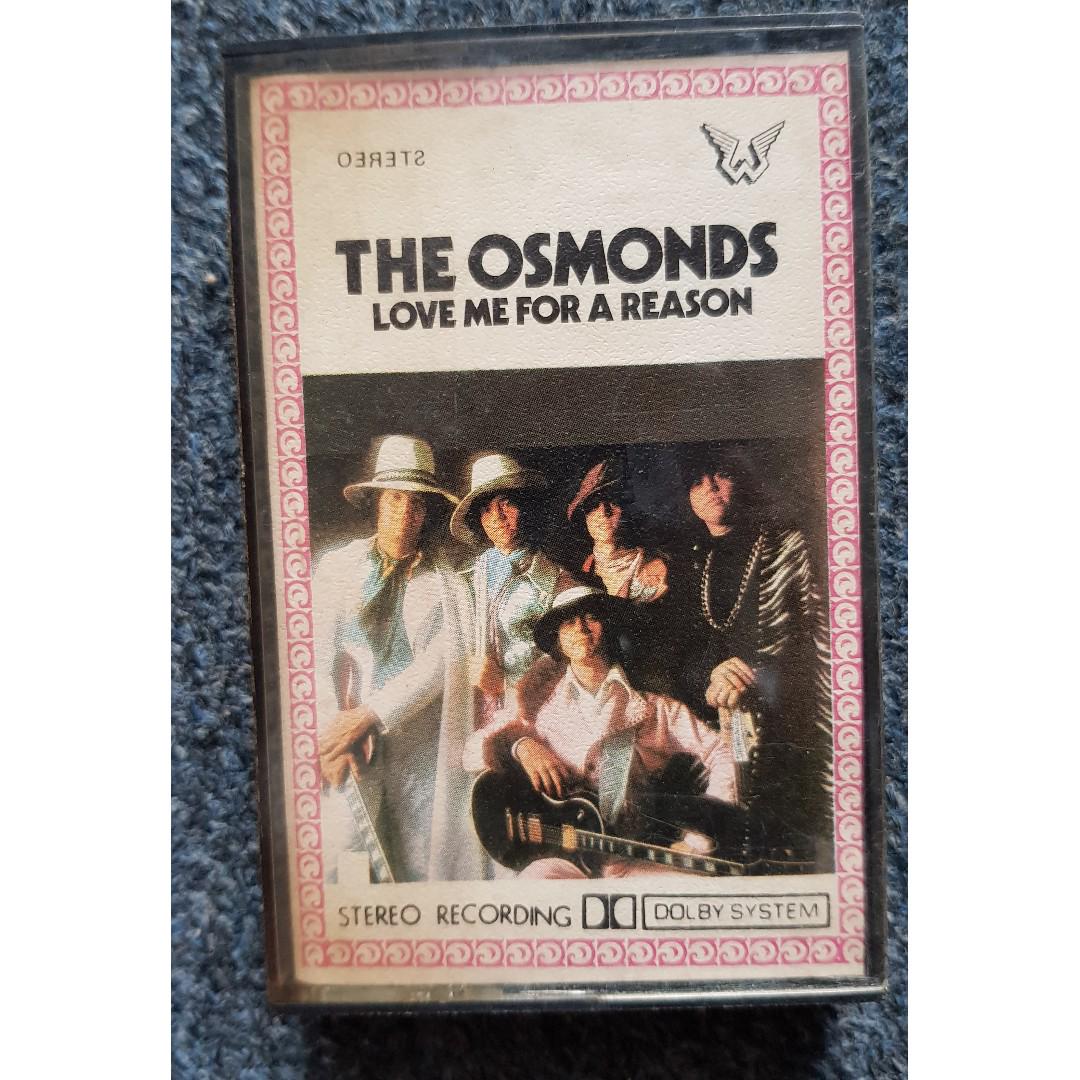 STEREO
W
THE OSMONDS
LOVE ME FOR A REASON
STEREO RECORDING DOLBY SYSTEM